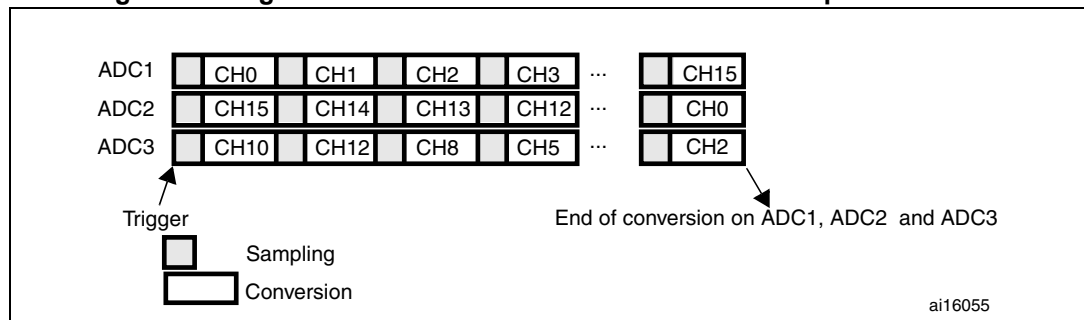 ADC1 CH0 CH1 CH2 CH3 ... CH15
ADC2 CH15 CH14 CH13 CH12 ... CH0
ADC3 CH10 CH12 CH8 CH5 ... CH2
Trigger
End of conversion on ADC1, ADC2 and ADC3
Sampling
Conversion
ai16055